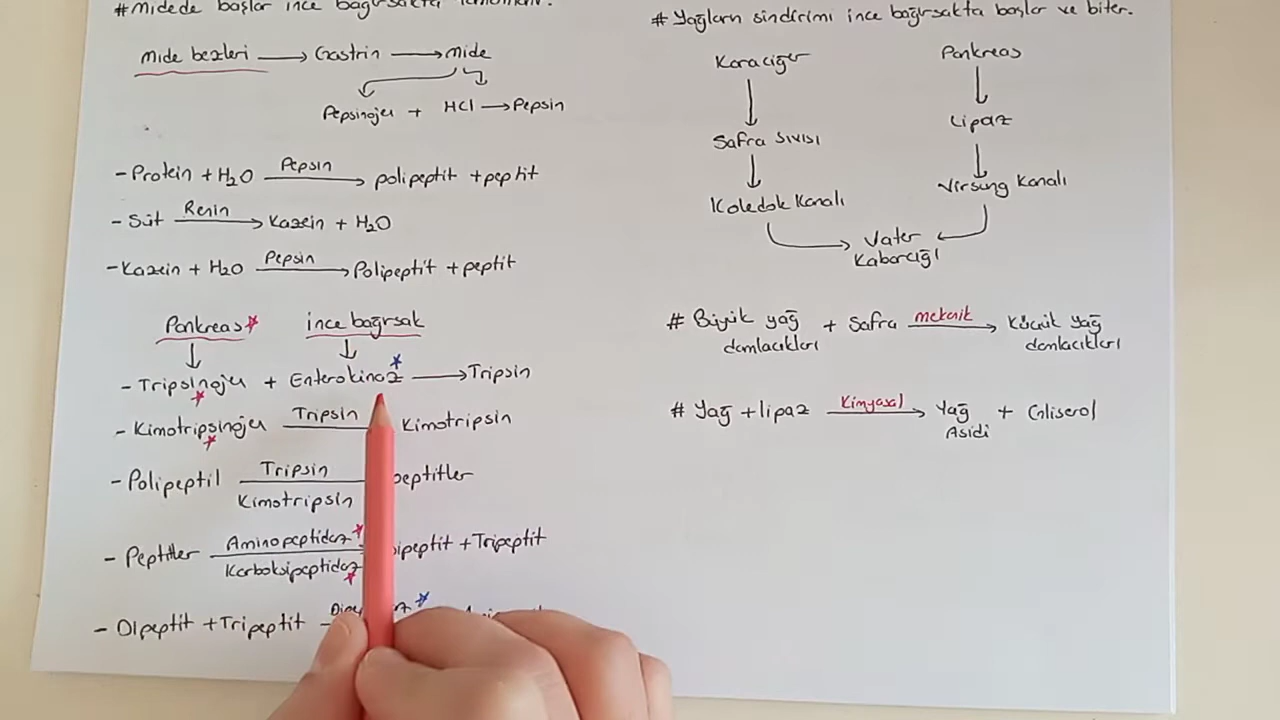 # Midede başlar ince bağırsakta
Mide bezleri → Gastrin → Mide
Pepsinojen + HCl → Pepsin
- Protein + H₂O Pepsin → polipeptit + peptit
- Süt Renin → Kazein + H₂O
- Kazein + H₂O Pepsin → Polipeptit + peptit
Pankreas* ince bağırsak
- Tripsinojen + Enterokinaz* → Tripsin
- Kimotripsinojen Tripsin Kimotripsin
- Polipeptil Tripsin peptitler
Kimotripsin
- Peptitler Aminopeptidaz* dipeptit + Tripeptit
Karboksipeptidaz*
- Dipeptit + Tripeptit
# Yağların sindirimi ince bağırsakta başlar ve biter.
Karaciğer Pankreas
Safra Sıvısı Lipaz
Koledok Kanalı Virsung Kanalı
Vater
Kabarcığı
# Büyük yağ + Safra mekanik → Küçük yağ
damlacıkları damlacıkları
# Yağ + lipaz Kimyasal → Yağ + Gliserol
Asidi